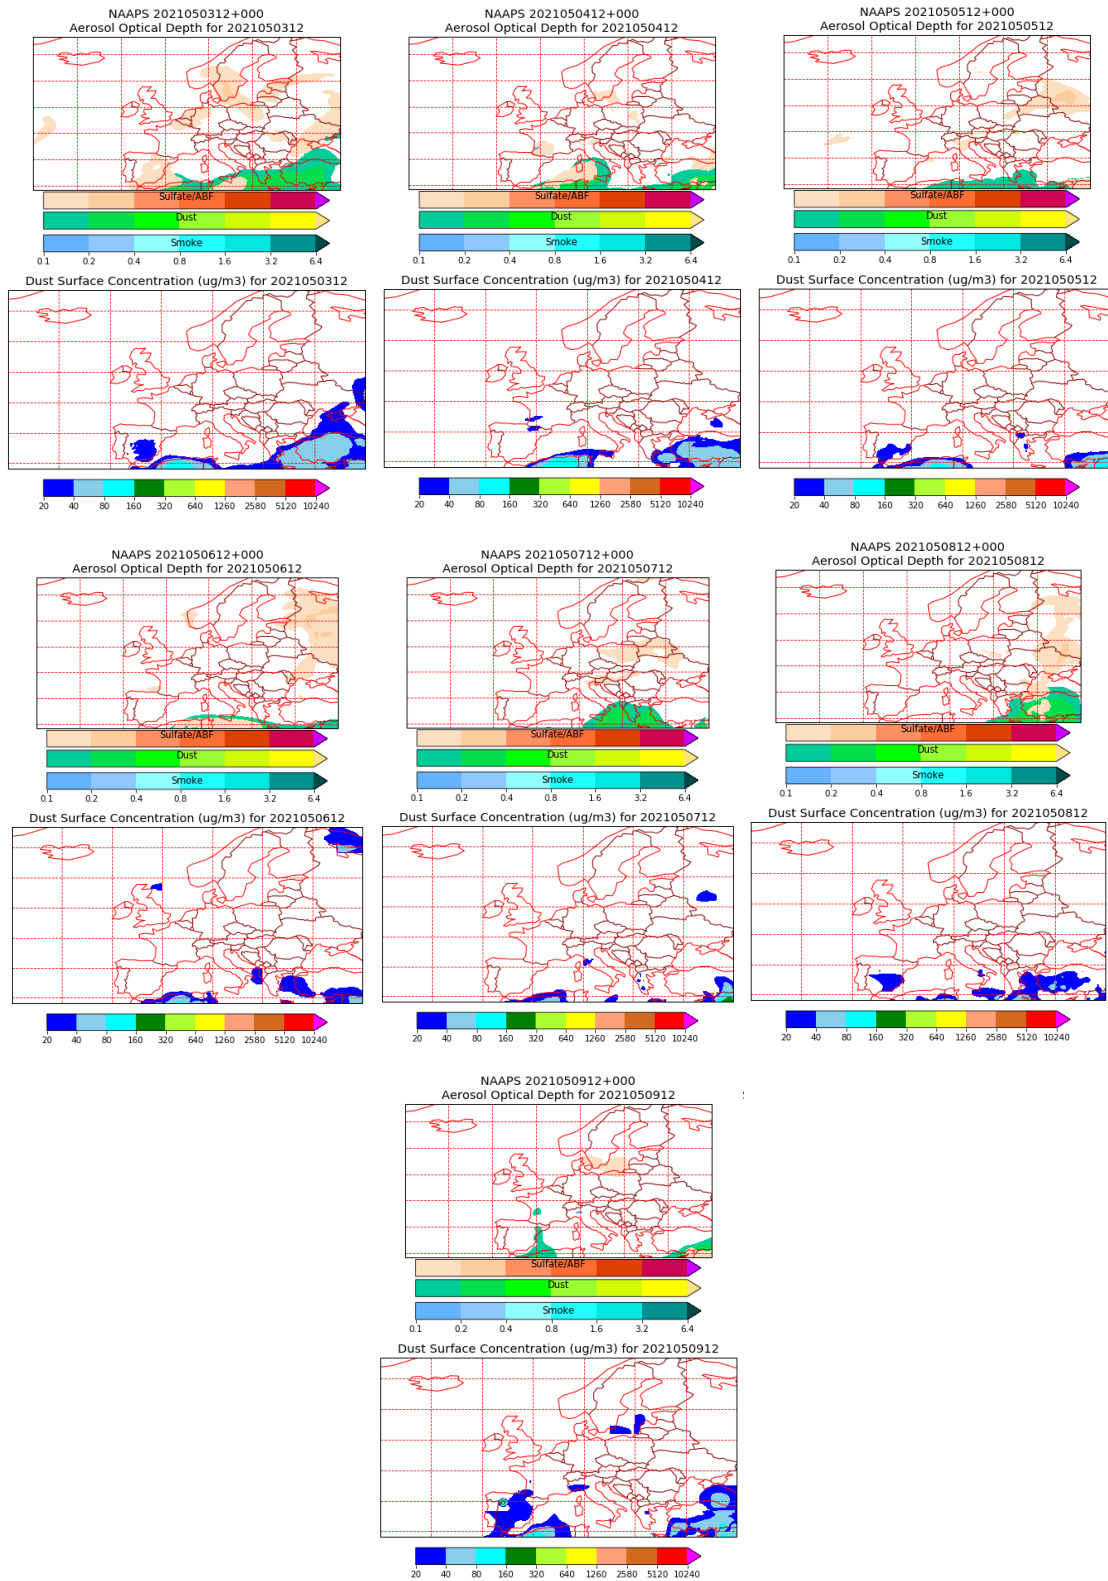 NAAPS 2021050312+000
Aerosol Optical Depth for 2021050312
Sulfate/ABF
Dust
Smoke
0.1 0.2 0.4 0.8 1.6 3.2 6.4
Dust Surface Concentration (ug/m3) for 2021050312
20 40 80 160 320 640 1260 2580 5120 10240
NAAPS 2021050412+000
Aerosol Optical Depth for 2021050412
Sulfate/ABF
Dust
Smoke
0.1 0.2 0.4 0.8 1.6 3.2 6.4
Dust Surface Concentration (ug/m3) for 2021050412
20 40 80 160 320 640 1260 2580 5120 10240
NAAPS 2021050512+000
Aerosol Optical Depth for 2021050512
Sulfate/ABF
Dust
Smoke
0.1 0.2 0.4 0.8 1.6 3.2 6.4
Dust Surface Concentration (ug/m3) for 2021050512
20 40 80 160 320 640 1260 2580 5120 10240
NAAPS 2021050612+000
Aerosol Optical Depth for 2021050612
Sulfate/ABF
Dust
Smoke
0.1 0.2 0.4 0.8 1.6 3.2 6.4
Dust Surface Concentration (ug/m3) for 2021050612
20 40 80 160 320 640 1260 2580 5120 10240
NAAPS 2021050712+000
Aerosol Optical Depth for 2021050712
Sulfate/ABF
Dust
Smoke
0.1 0.2 0.4 0.8 1.6 3.2 6.4
Dust Surface Concentration (ug/m3) for 2021050712
20 40 80 160 320 640 1260 2580 5120 10240
NAAPS 2021050812+000
Aerosol Optical Depth for 2021050812
Sulfate/ABF
Dust
Smoke
0.1 0.2 0.4 0.8 1.6 3.2 6.4
Dust Surface Concentration (ug/m3) for 2021050812
20 40 80 160 320 640 1260 2580 5120 10240
NAAPS 2021050912+000
Aerosol Optical Depth for 2021050912
Sulfate/ABF
Dust
Smoke
0.1 0.2 0.4 0.8 1.6 3.2 6.4
Dust Surface Concentration (ug/m3) for 2021050912
20 40 80 160 320 640 1260 2580 5120 10240